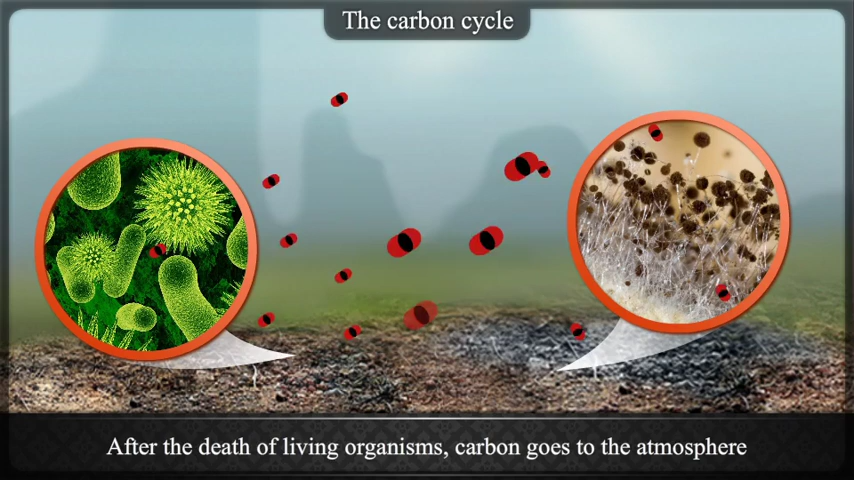 The carbon cycle
After the death of living organisms, carbon goes to the atmosphere